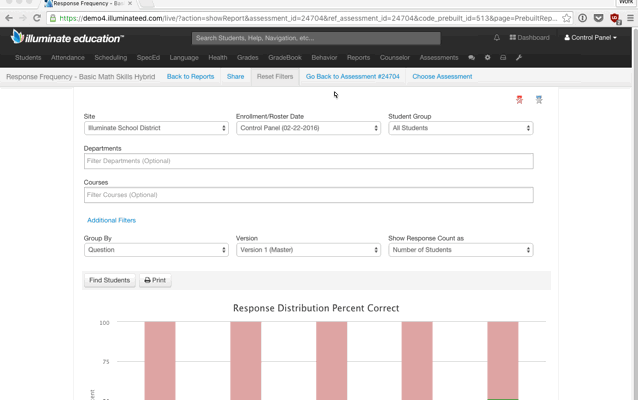 Response Frequency - Bas
Work
https://demo4.illuminateed.com/live/?action=showReport&assessment_id=24704&ref_assessment_id=24704&code_prebuilt_id=513&page=PrebuiltRep...
illuminate education™
Search Students, Help, Navigation, etc...
Dashboard
Control Panel
Students Attendance Scheduling SpecEd Language Health Grades GradeBook Behavior Reports Counselor Assessments
Response Frequency - Basic Math Skills Hybrid Back to Reports Share Reset Filters Go Back to Assessment #24704 Choose Assessment
Site Enrollment/Roster Date Student Group
Illuminate School District Control Panel (02-22-2016) All Students
Departments
Filter Departments (Optional)
Courses
Filter Courses (Optional)
Additional Filters
Group By Version Show Response Count as
Question Version 1 (Master) Number of Students
Find Students Print
Response Distribution Percent Correct
100
75